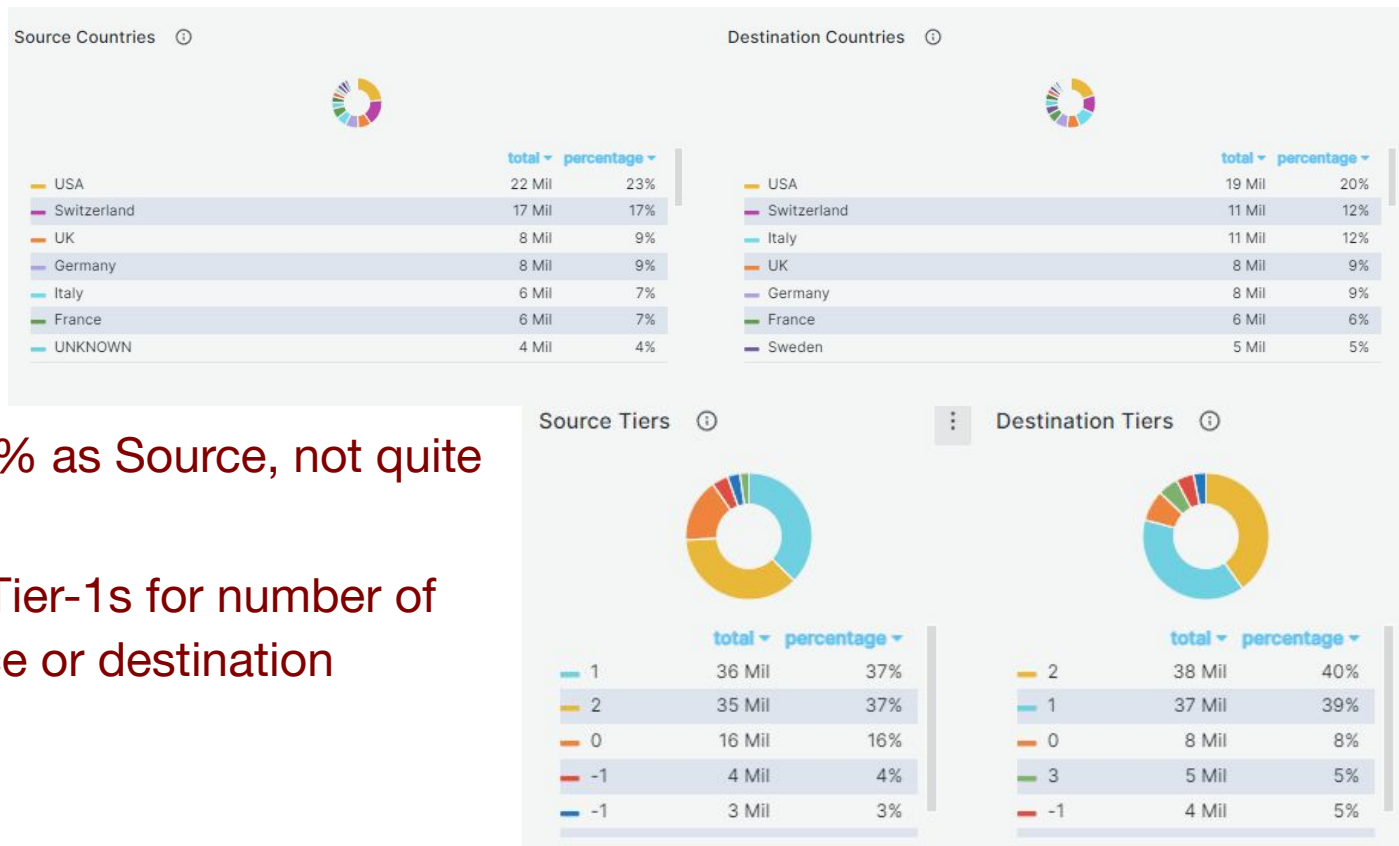 Source Countries
total percentage
USA 22 Mil 23%
Switzerland 17 Mil 17%
UK 8 Mil 9%
Germany 8 Mil 9%
Italy 6 Mil 7%
France 6 Mil 7%
UNKNOWN 4 Mil 4%
Destination Countries
total percentage
USA 19 Mil 20%
Switzerland 11 Mil 12%
Italy 11 Mil 12%
UK 8 Mil 9%
Germany 8 Mil 9%
France 6 Mil 6%
Sweden 5 Mil 5%
% as Source, not quite
Tier-1s for number of
e or destination
Source Tiers
total percentage
1 36 Mil 37%
2 35 Mil 37%
0 16 Mil 16%
-1 4 Mil 4%
-1 3 Mil 3%
Destination Tiers
total percentage
2 38 Mil 40%
1 37 Mil 39%
0 8 Mil 8%
3 5 Mil 5%
-1 4 Mil 5%